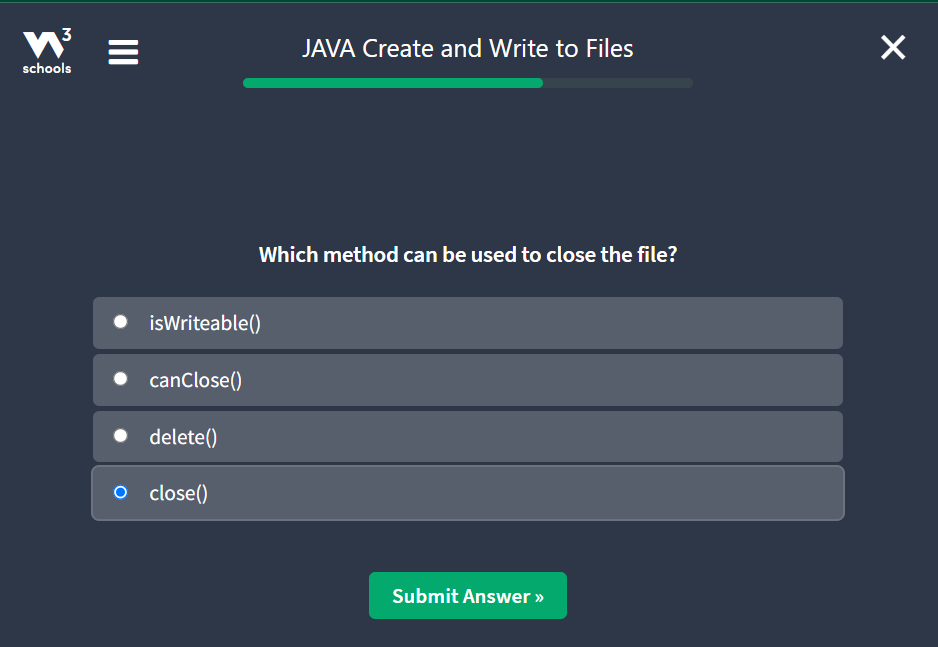 3
schools
JAVA Create and Write to Files
Which method can be used to close the file?
isWriteable()
canClose()
delete()
close()
Submit Answer »